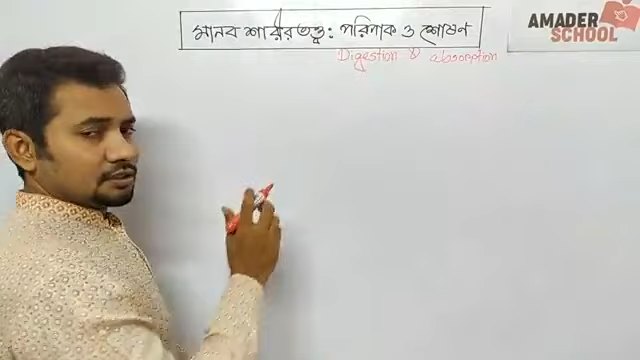 মানব শারীরতত্ত্ব : পরিপাক ও শোষণ
Digestion & absorption
AMADER
SCHOOL